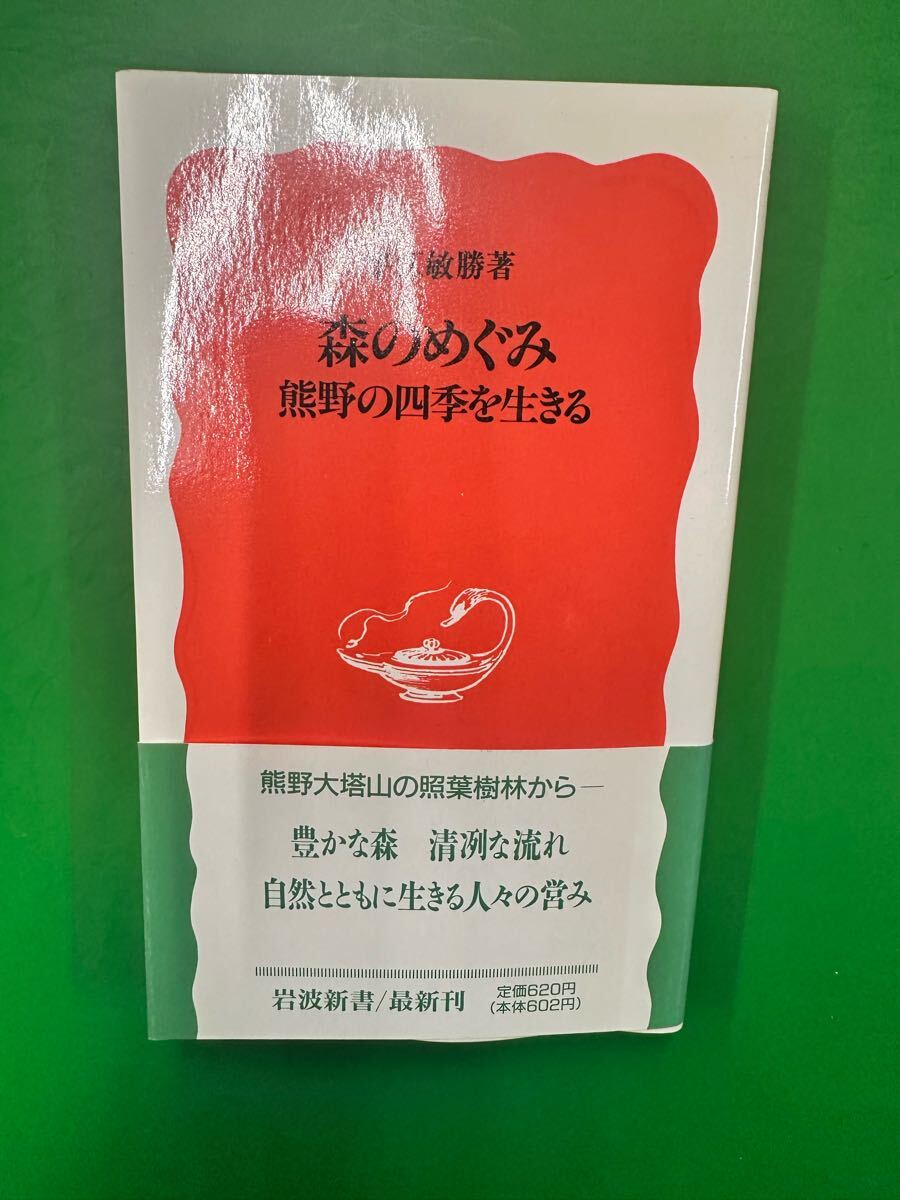 敏勝著
森のめぐみ
熊野の四季を生きる
熊野大塔山の照葉樹林から―
豊かな森　清冽な流れ
自然とともに生きる人々の営み
岩波新書/最新刊
定価620円
(本体602円)